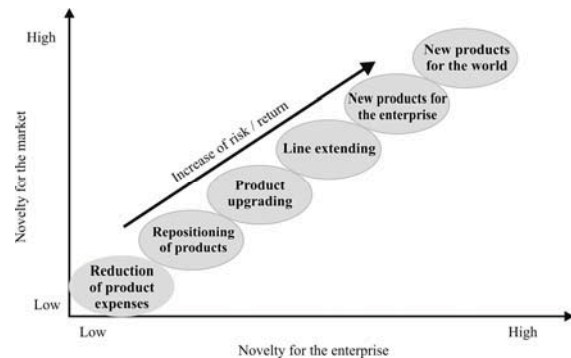 High
New products
for the world
New products for
the enterprise
Increase of risk / return
Line extending
Novelty for the market
Product
upgrading
Repositioning
of products
Reduction
of product
expenses
Low
Low
High
Novelty for the enterprise